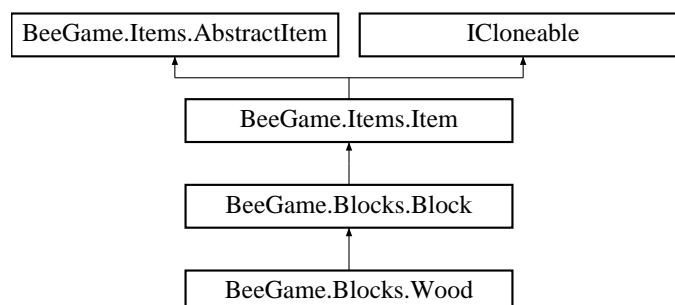 BeeGame.Items.AbstractItem
ICloneable
BeeGame.Items.Item
BeeGame.Blocks.Block
BeeGame.Blocks.Wood